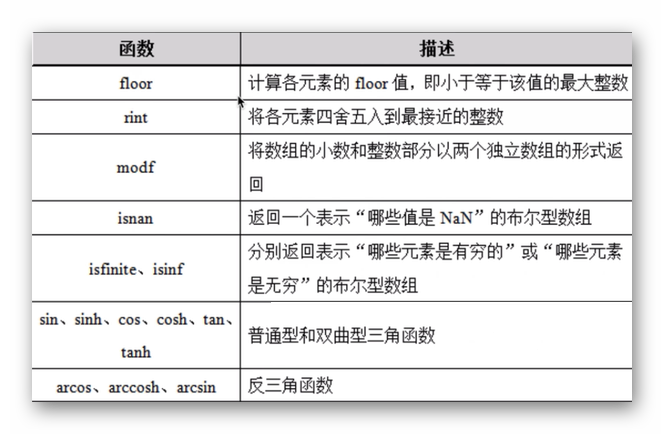 函数 描述
floor 计算各元素的 floor 值，即小于等于该值的最大整数
rint 将各元素四舍五入到最接近的整数
modf 将数组的小数和整数部分以两个独立数组的形式返
回
isnan 返回一个表示“哪些值是 NaN”的布尔型数组
isfinite、isinf 分别返回表示“哪些元素是有穷的”或“哪些元素
是无穷”的布尔型数组
sin、sinh、cos、cosh、tan、
tanh 普通型和双曲型三角函数
arcos、arccosh、arcsin 反三角函数